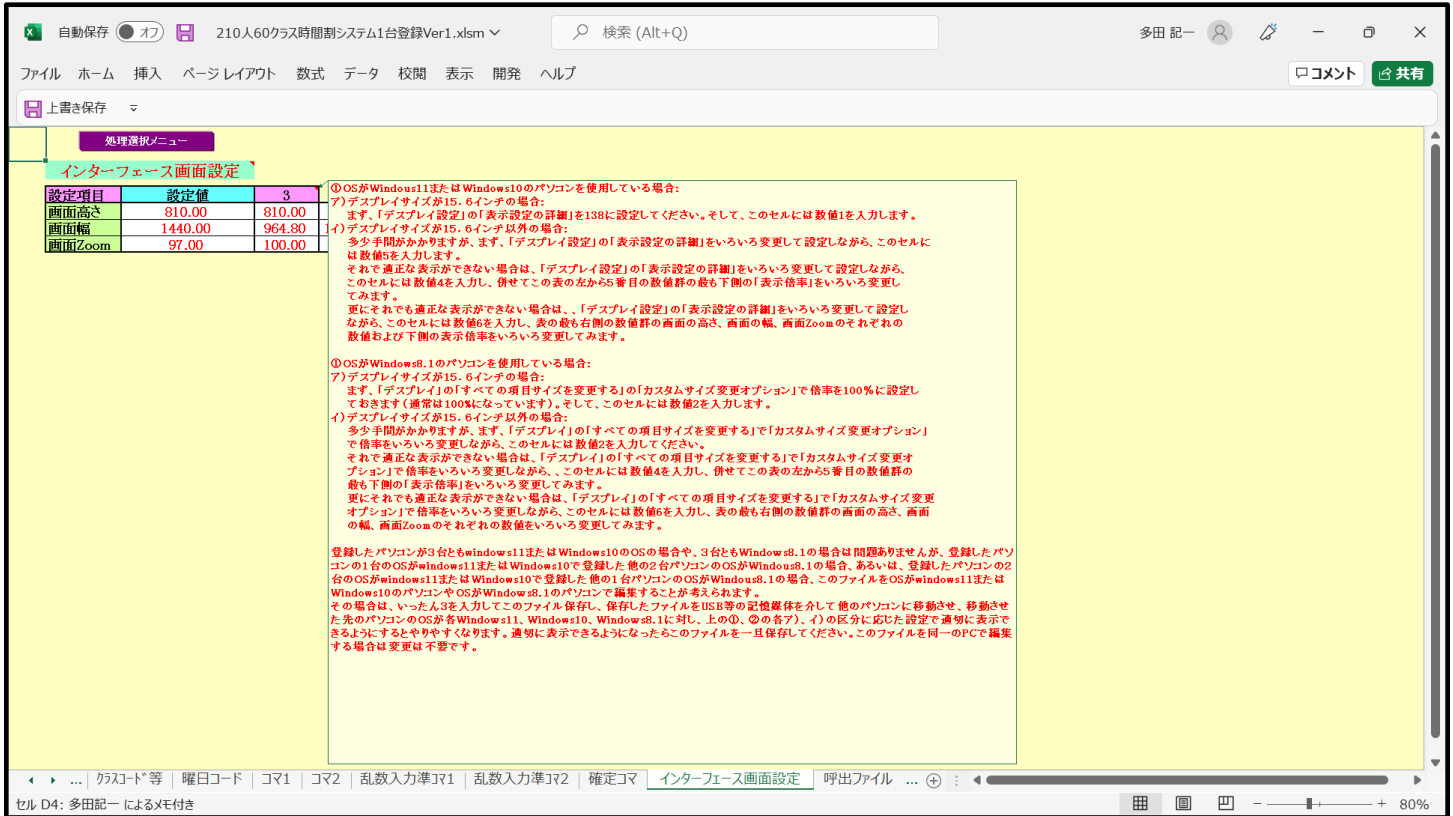 自動保存 オフ 210人60クラス時間割システム1台登録Ver1.xlsm 検索 (Alt+Q) 多田 記一
ファイル ホーム 挿入 ページ レイアウト 数式 データ 校閲 表示 開発 ヘルプ コメント 共有
上書き保存
処理選択メニュー
インターフェース画面設定
設定項目 設定値 3
画面高さ 810.00 810.00
画面幅 1440.00 964.80
画面Zoom 97.00 100.00
①OSがWindous11またはWindows10のパソコンを使用している場合:
ア)デスプレイサイズが15．6インチの場合:
まず、「デスプレイ設定」の「表示設定の詳細」を138に設定してください。そして、このセルには数値1を入力します。
イ)デスプレイサイズが15．6インチ以外の場合:
多少手間がかかりますが、まず、「デスプレイ設定」の「表示設定の詳細」をいろいろ変更して設定しながら、このセルに
は数値5を入力します。
それで適正な表示ができない場合は、「デスプレイ設定」の「表示設定の詳細」をいろいろ変更して設定しながら、
このセルには数値4を入力し、併せてこの表の左から5番目の数値群の最も下側の「表示倍率」をいろいろ変更し
てみます。
更にそれでも適正な表示ができない場合は、、「デスプレイ設定」の「表示設定の詳細」をいろいろ変更して設定し
ながら、このセルには数値6を入力し、表の最も右側の数値群の画面の高さ、画面の幅、画面Zoomのそれぞれの
数値および下側の表示倍率をいろいろ変更してみます。
①OSがWindows8.1のパソコンを使用している場合:
ア)デスプレイサイズが15．6インチの場合:
まず、「デスプレイ」の「すべての項目サイズを変更する」の「カスタムサイズ変更オプション」で倍率を100%に設定し
ておきます(通常は100%になっています)。そして、このセルには数値2を入力します。
イ)デスプレイサイズが15．6インチ以外の場合:
多少手間がかかりますが、まず、「デスプレイ」の「すべての項目サイズを変更する」で「カスタムサイズ変更オプション」
で倍率をいろいろ変更しながら、このセルには数値2を入力してください。
それで適正な表示ができない場合は、「デスプレイ」の「すべての項目サイズを変更する」で「カスタムサイズ変更オ
プション」で倍率をいろいろ変更しながら、、このセルには数値4を入力し、併せてこの表の左から5番目の数値群の
最も下側の「表示倍率」をいろいろ変更してみます。
更にそれでも適正な表示ができない場合は、「デスプレイ」の「すべての項目サイズを変更する」で「カスタムサイズ変更
オプション」で倍率をいろいろ変更しながら、このセルには数値6を入力し、表の最も右側の数値群の画面の高さ、画面
の幅、画面Zoomのそれぞれの数値をいろいろ変更してみます。
登録したパソコンが3台ともwindows11またはWindows10のOSの場合や、3台ともWindows8.1の場合は問題ありませんが、登録したパソ
コンの1台のOSがwindows11またはWindows10で登録した他の2台パソコンのOSがWindous8.1の場合、あるいは、登録したパソコンの2
台のOSがwindows11またはWindows10で登録した他の1台パソコンのOSがWindous8.1の場合、このファイルをOSがwindows11または
Windows10のパソコンやOSがWindows8.1のパソコンで編集することが考えられます。
その場合は、いったん3を入力してこのファイル保存し、保存したファイルをUSB等の記憶媒体を介して他のパソコンに移動させ、移動させ
た先のパソコンのOSが各Windows11、Windows10、Windows8.1に対し、上の①、②の各ア)、イ)の区分に応じた設定で適切に表示で
きるようにするとやりやすくなります。適切に表示できるようになったらこのファイルを一旦保存してください。このファイルを同一のPCで編集
する場合は変更は不要です。
... クラスコード等 曜日コード コマ1 コマ2 乱数入力準コマ1 乱数入力準コマ2 確定コマ インターフェース画面設定 呼出ファイル ...
セル D4: 多田記一 によるメモ付き 80%